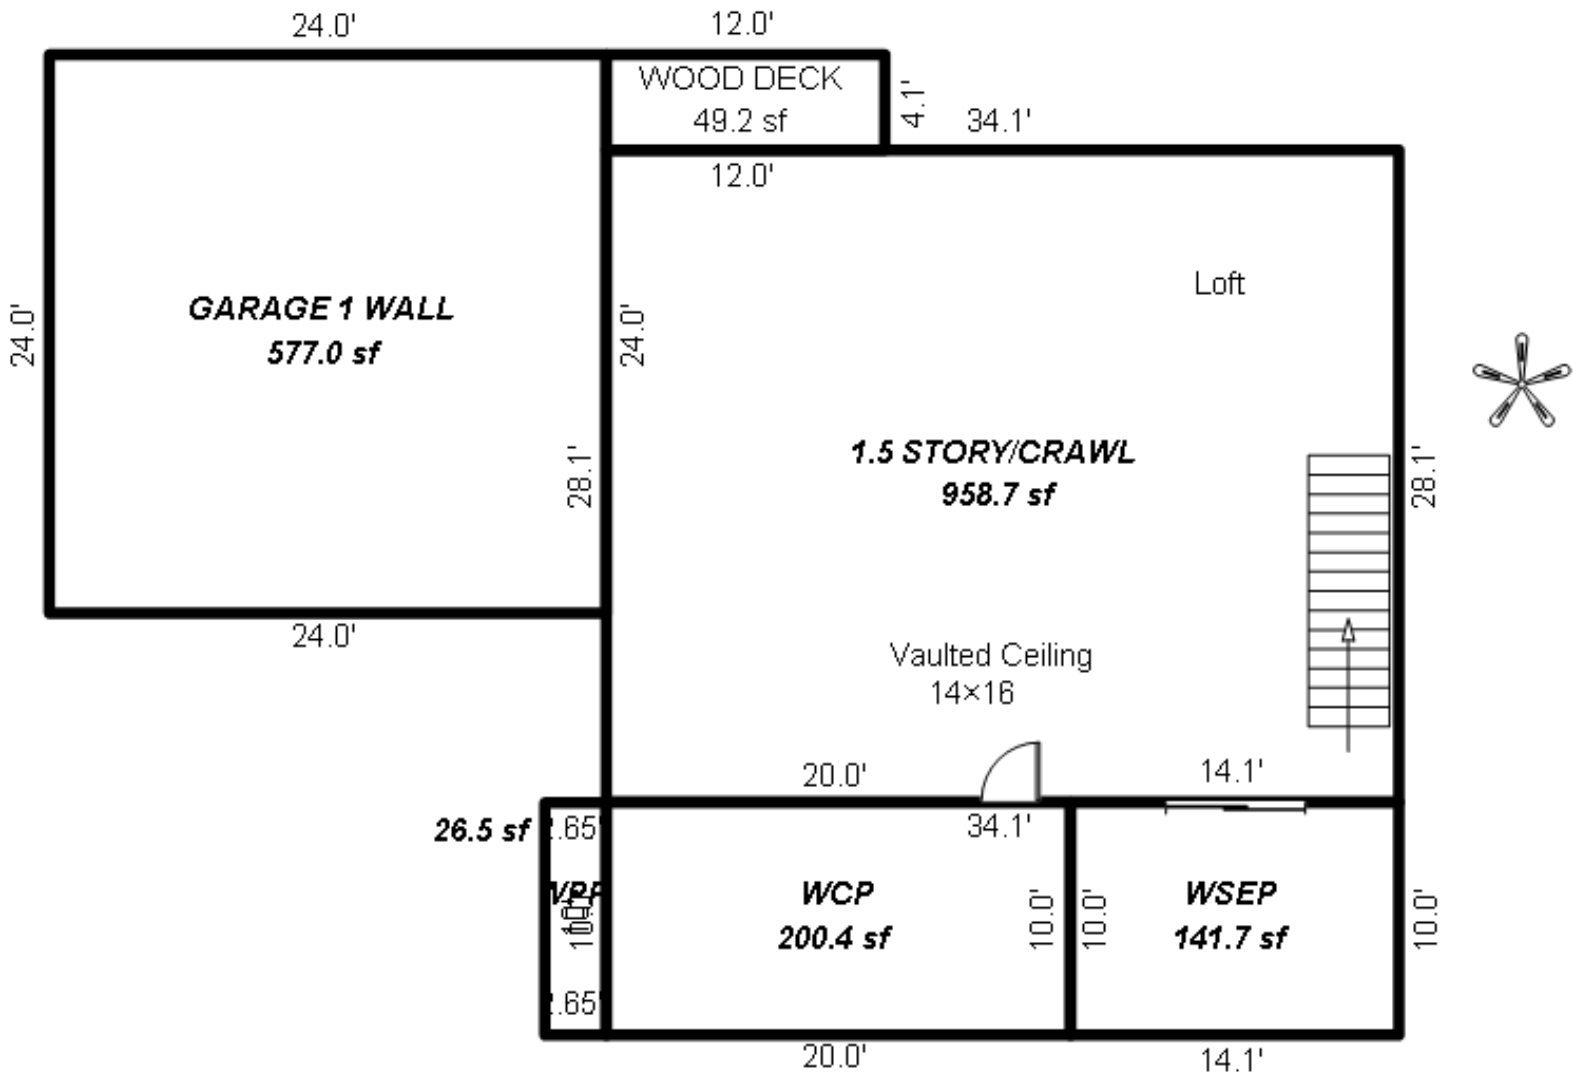 24.0'
12.0'
WOOD DECK
49.2 sf
4.1'
34.1'
12.0'
Loft
GARAGE 1 WALL
577.0 sf
24.0'
24.0'
1.5 STORY/CRAWL
958.7 sf
28.1'
28.1'
24.0'
Vaulted Ceiling
14×16
20.0'
14.1'
26.5 sf
.65'
34.1'
WCP
200.4 sf
10.0'
10.0'
WSEP
141.7 sf
10.0'
.65'
20.0'
14.1'